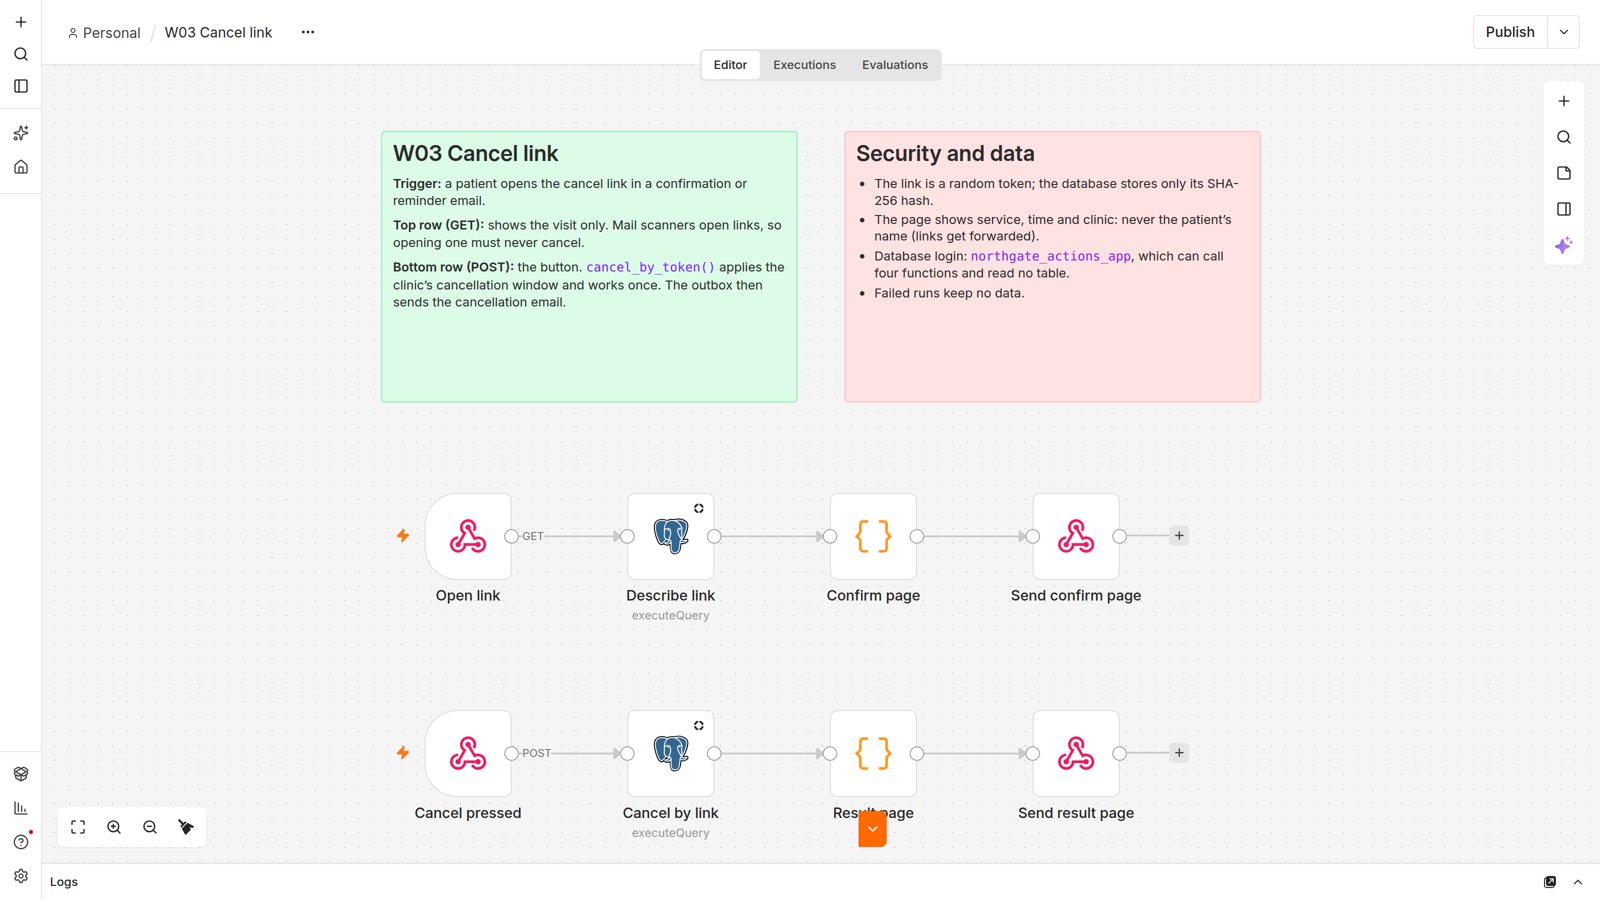 Personal / W03 Cancel link
Publish
Editor Executions Evaluations
W03 Cancel link
Trigger: a patient opens the cancel link in a confirmation or
reminder email.
Top row (GET): shows the visit only. Mail scanners open links, so
opening one must never cancel.
Bottom row (POST): the button. cancel_by_token() applies the
clinic’s cancellation window and works once. The outbox then
sends the cancellation email.
Security and data
• The link is a random token; the database stores only its SHA-
256 hash.
• The page shows service, time and clinic: never the patient’s
name (links get forwarded).
• Database login: northgate_actions_app, which can call
four functions and read no table.
• Failed runs keep no data.
GET
Open link
Describe link
executeQuery
Confirm page
Send confirm page
POST
Cancel pressed
Cancel by link
executeQuery
Result page
Send result page
Logs